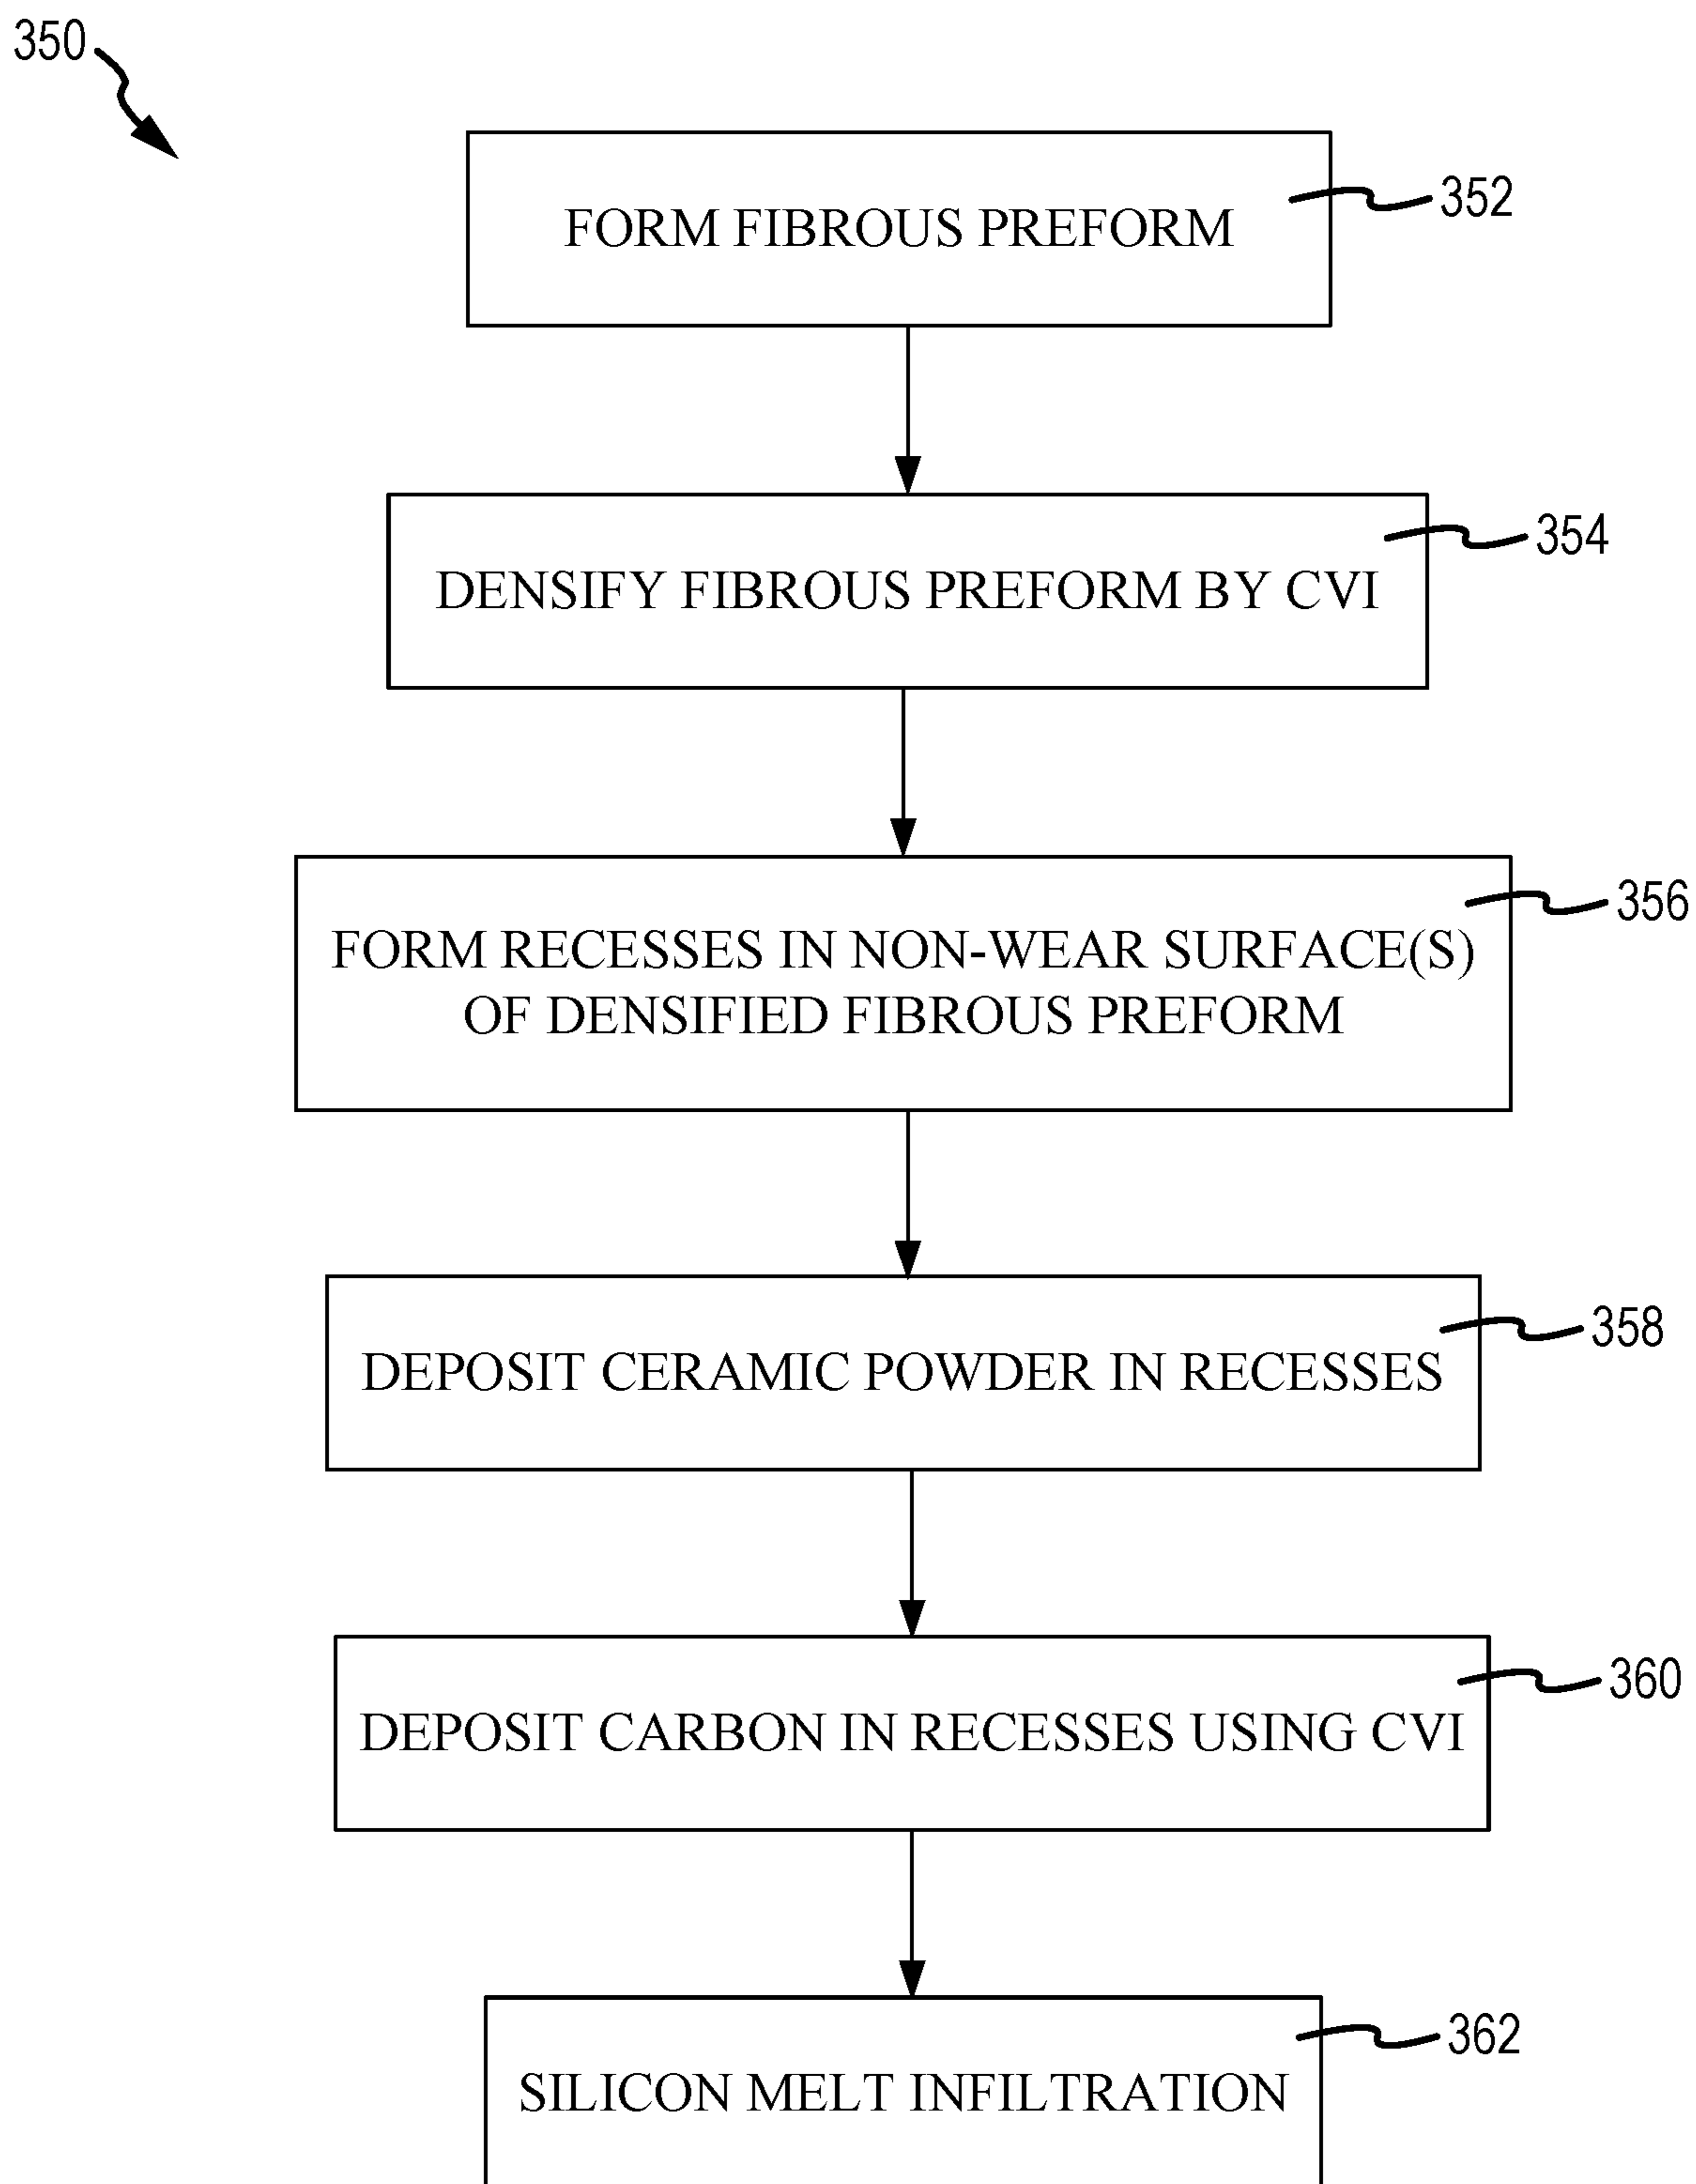 350
FORM FIBROUS PREFORM
352
DENSIFY FIBROUS PREFORM BY CVI
354
FORM RECESSES IN NON-WEAR SURFACE(S)
OF DENSIFIED FIBROUS PREFORM
356
DEPOSIT CERAMIC POWDER IN RECESSES
358
DEPOSIT CARBON IN RECESSES USING CVI
360
SILICON MELT INFILTRATION
362